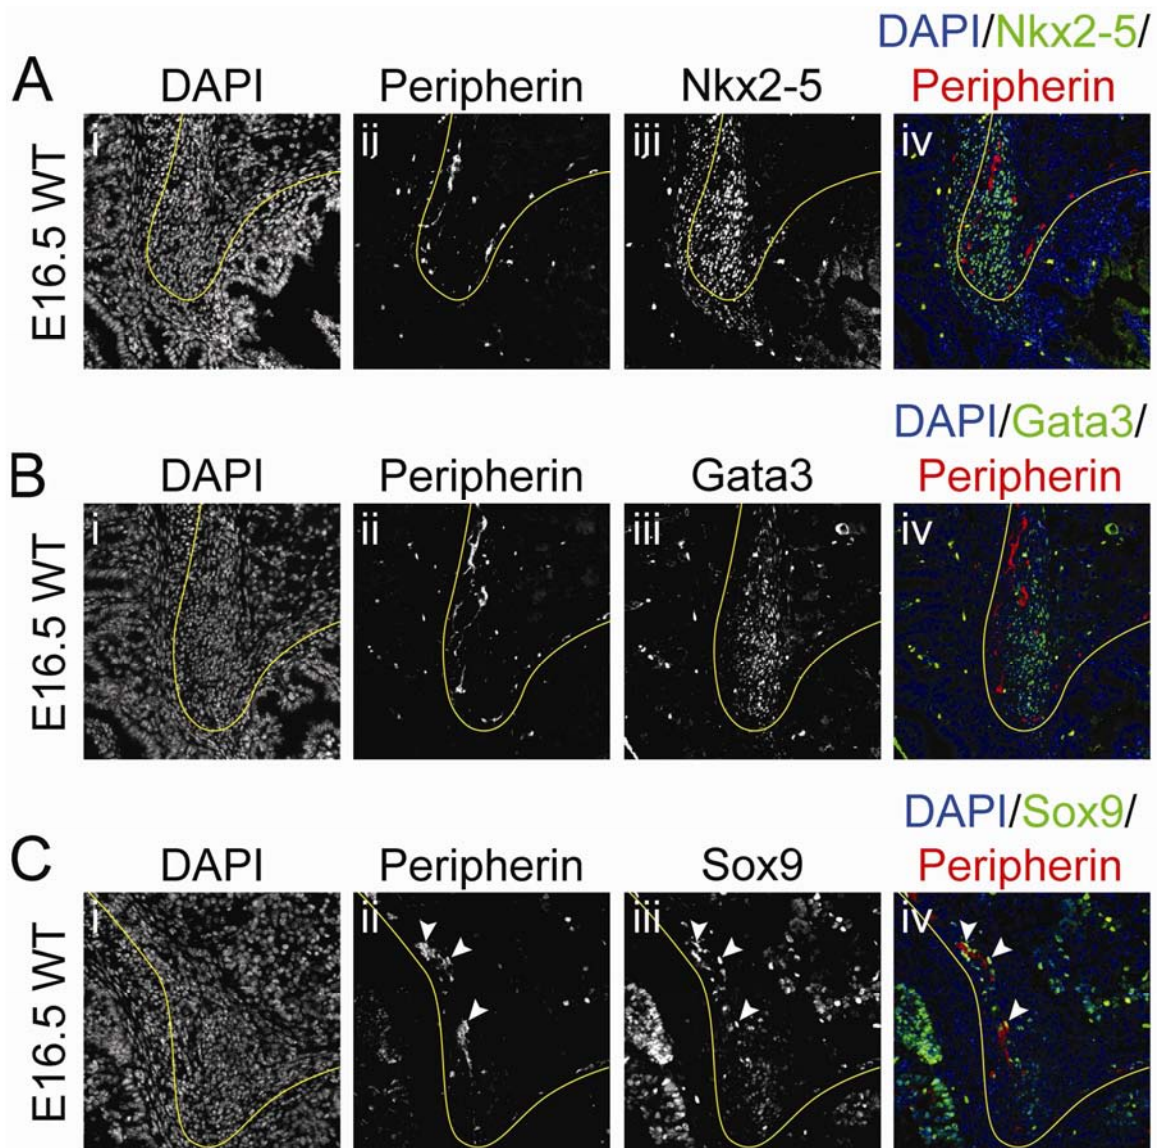 DAPI/Nkx2-5/
A DAPI Peripherin Nkx2-5 Peripherin
E16.5 WT
i ii iii iv
DAPI/Gata3/
B DAPI Peripherin Gata3 Peripherin
E16.5 WT
i ii iii iv
DAPI/Sox9/
C DAPI Peripherin Sox9 Peripherin
E16.5 WT
i ii iii iv